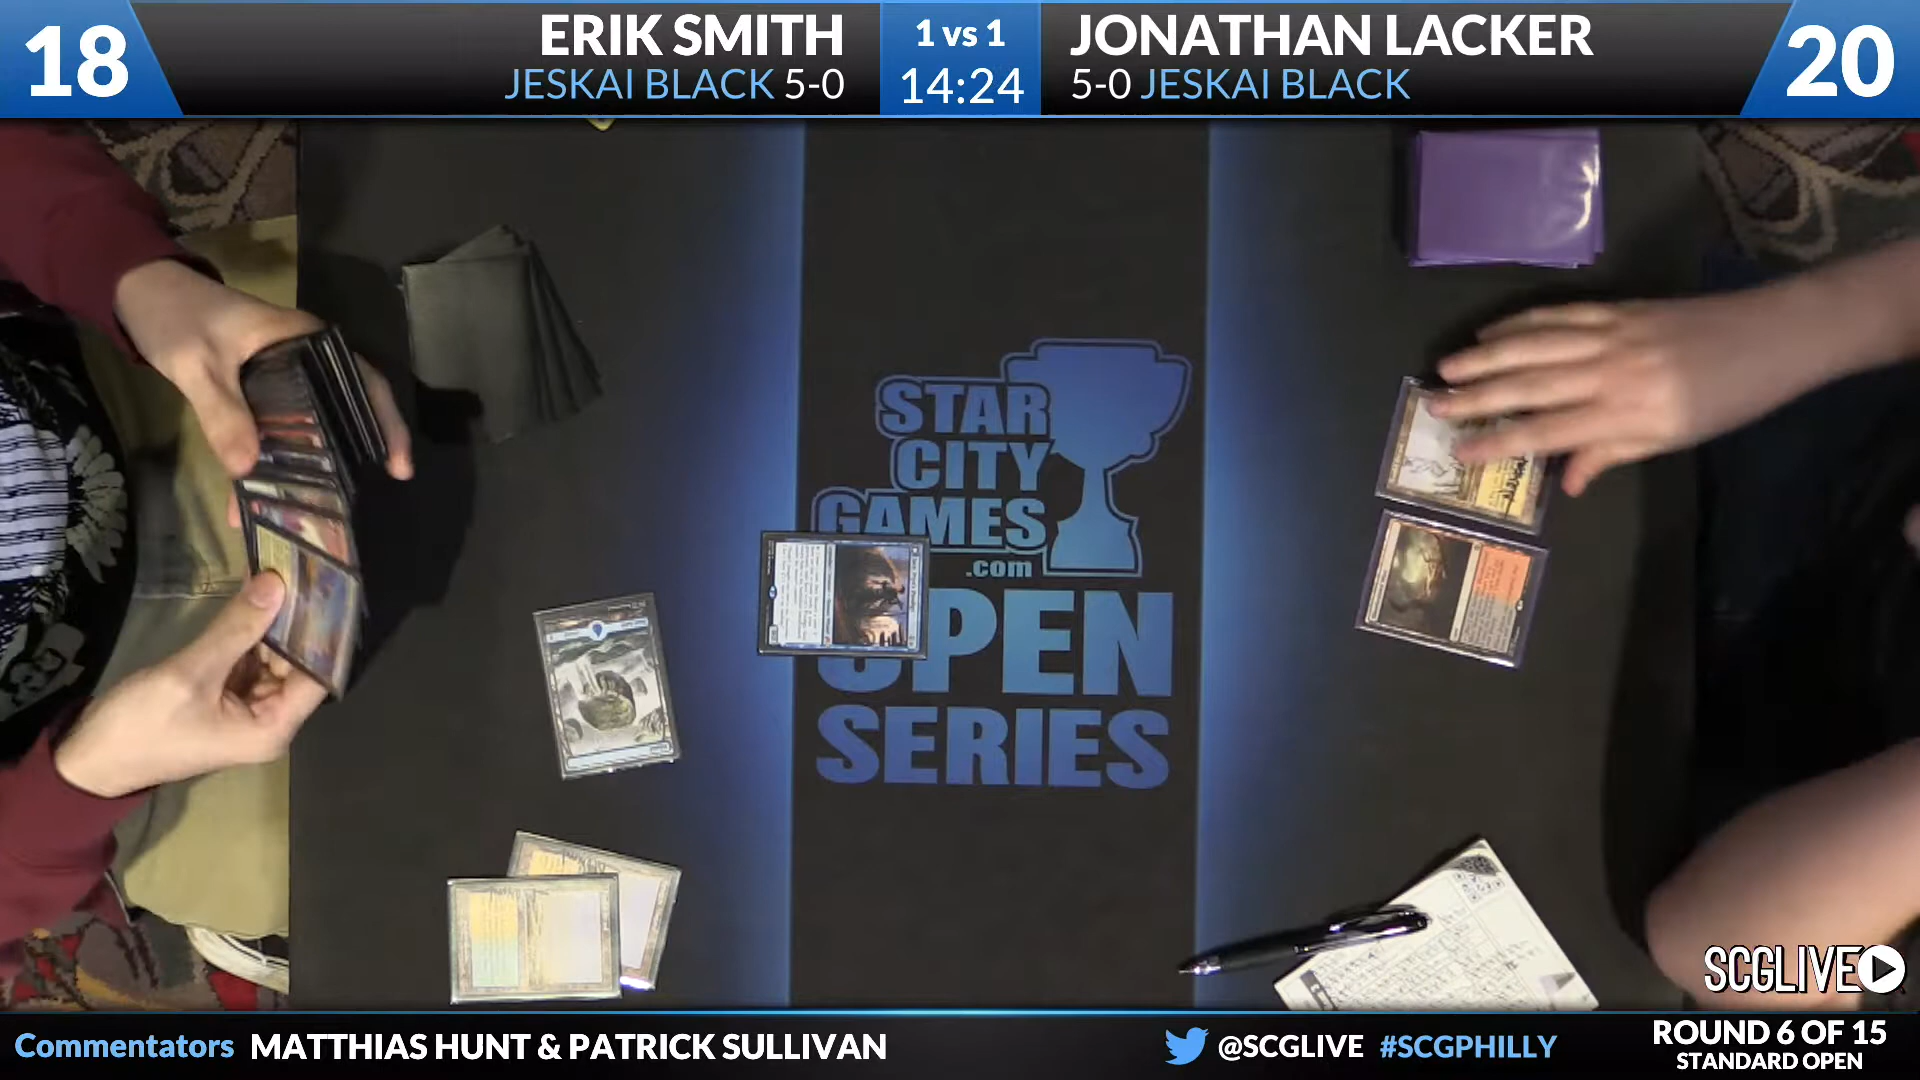 18
ERIK SMITH
JESKAI BLACK 5-0
1 vs 1
14:24
JONATHAN LACKER
5-0 JESKAI BLACK
20
STAR
CITY
GAMES
.com
OPEN
SERIES
SCGLIVE
Commentators MATTHIAS HUNT & PATRICK SULLIVAN
@SCGLIVE #SCGPHILLY
ROUND 6 OF 15
STANDARD OPEN